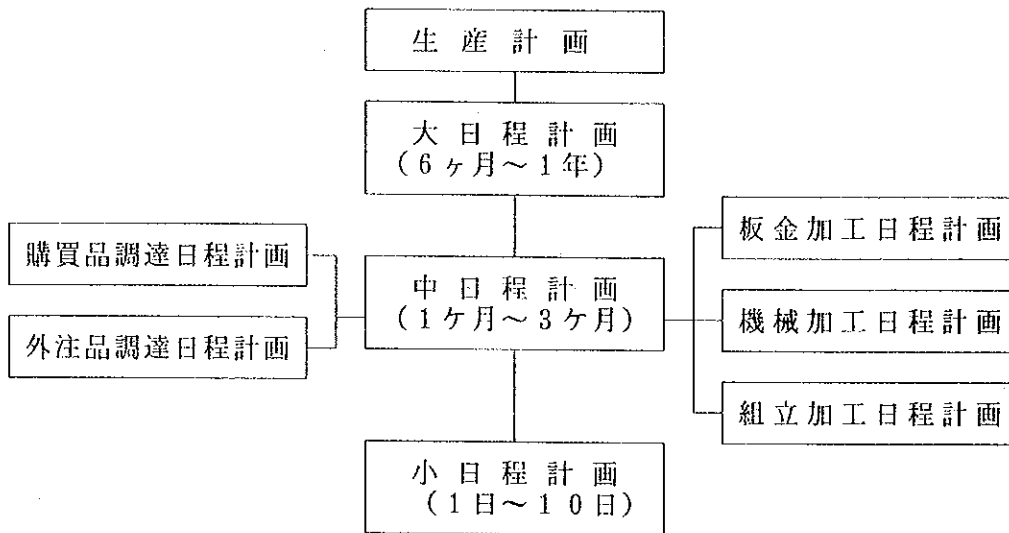 生産計画
大日程計画
(6ヶ月～1年)
購買品調達日程計画
外注品調達日程計画
中日程計画
(1ケ月～3ケ月)
板金加工日程計画
機械加工日程計画
組立加工日程計画
小日程計画
(1日～10日)